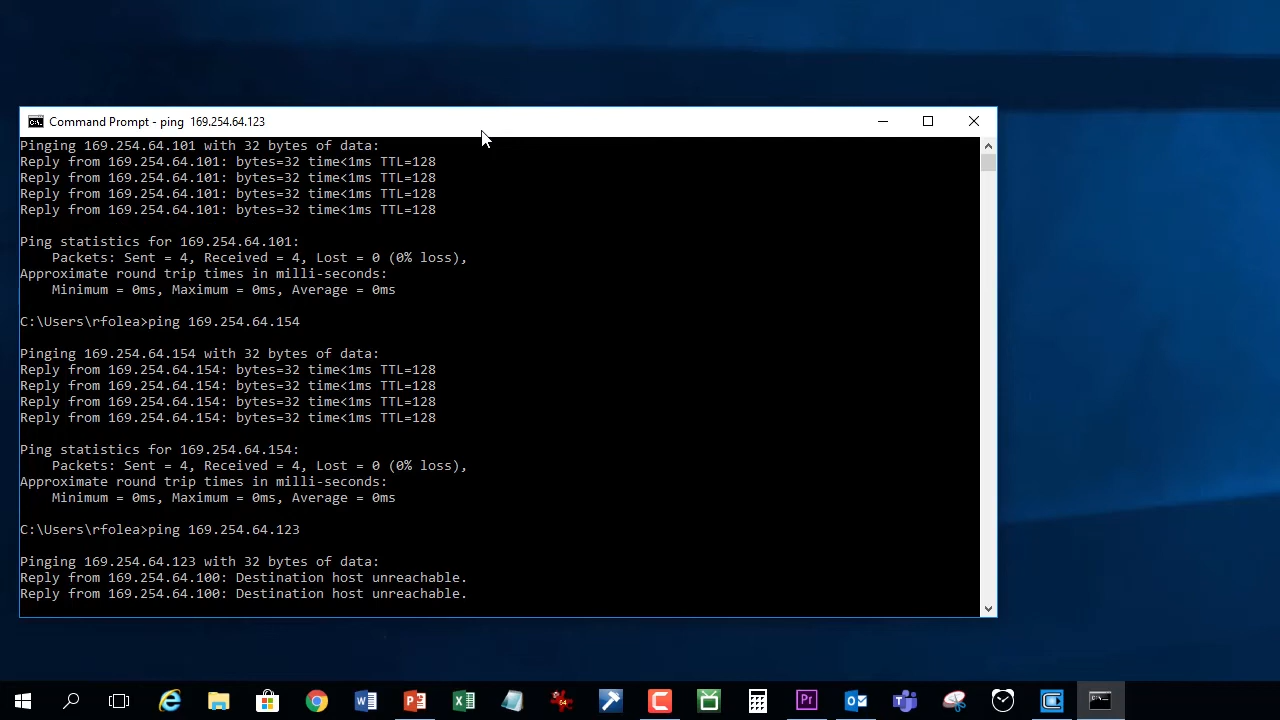 Command Prompt - ping  169.254.64.123
Pinging 169.254.64.101 with 32 bytes of data:
Reply from 169.254.64.101: bytes=32 time<1ms TTL=128
Reply from 169.254.64.101: bytes=32 time<1ms TTL=128
Reply from 169.254.64.101: bytes=32 time<1ms TTL=128
Reply from 169.254.64.101: bytes=32 time<1ms TTL=128
Ping statistics for 169.254.64.101:
    Packets: Sent = 4, Received = 4, Lost = 0 (0% loss),
Approximate round trip times in milli-seconds:
    Minimum = 0ms, Maximum = 0ms, Average = 0ms
C:\Users\rfolea>ping 169.254.64.154
Pinging 169.254.64.154 with 32 bytes of data:
Reply from 169.254.64.154: bytes=32 time<1ms TTL=128
Reply from 169.254.64.154: bytes=32 time<1ms TTL=128
Reply from 169.254.64.154: bytes=32 time<1ms TTL=128
Reply from 169.254.64.154: bytes=32 time<1ms TTL=128
Ping statistics for 169.254.64.154:
    Packets: Sent = 4, Received = 4, Lost = 0 (0% loss),
Approximate round trip times in milli-seconds:
    Minimum = 0ms, Maximum = 0ms, Average = 0ms
C:\Users\rfolea>ping 169.254.64.123
Pinging 169.254.64.123 with 32 bytes of data:
Reply from 169.254.64.100: Destination host unreachable.
Reply from 169.254.64.100: Destination host unreachable.